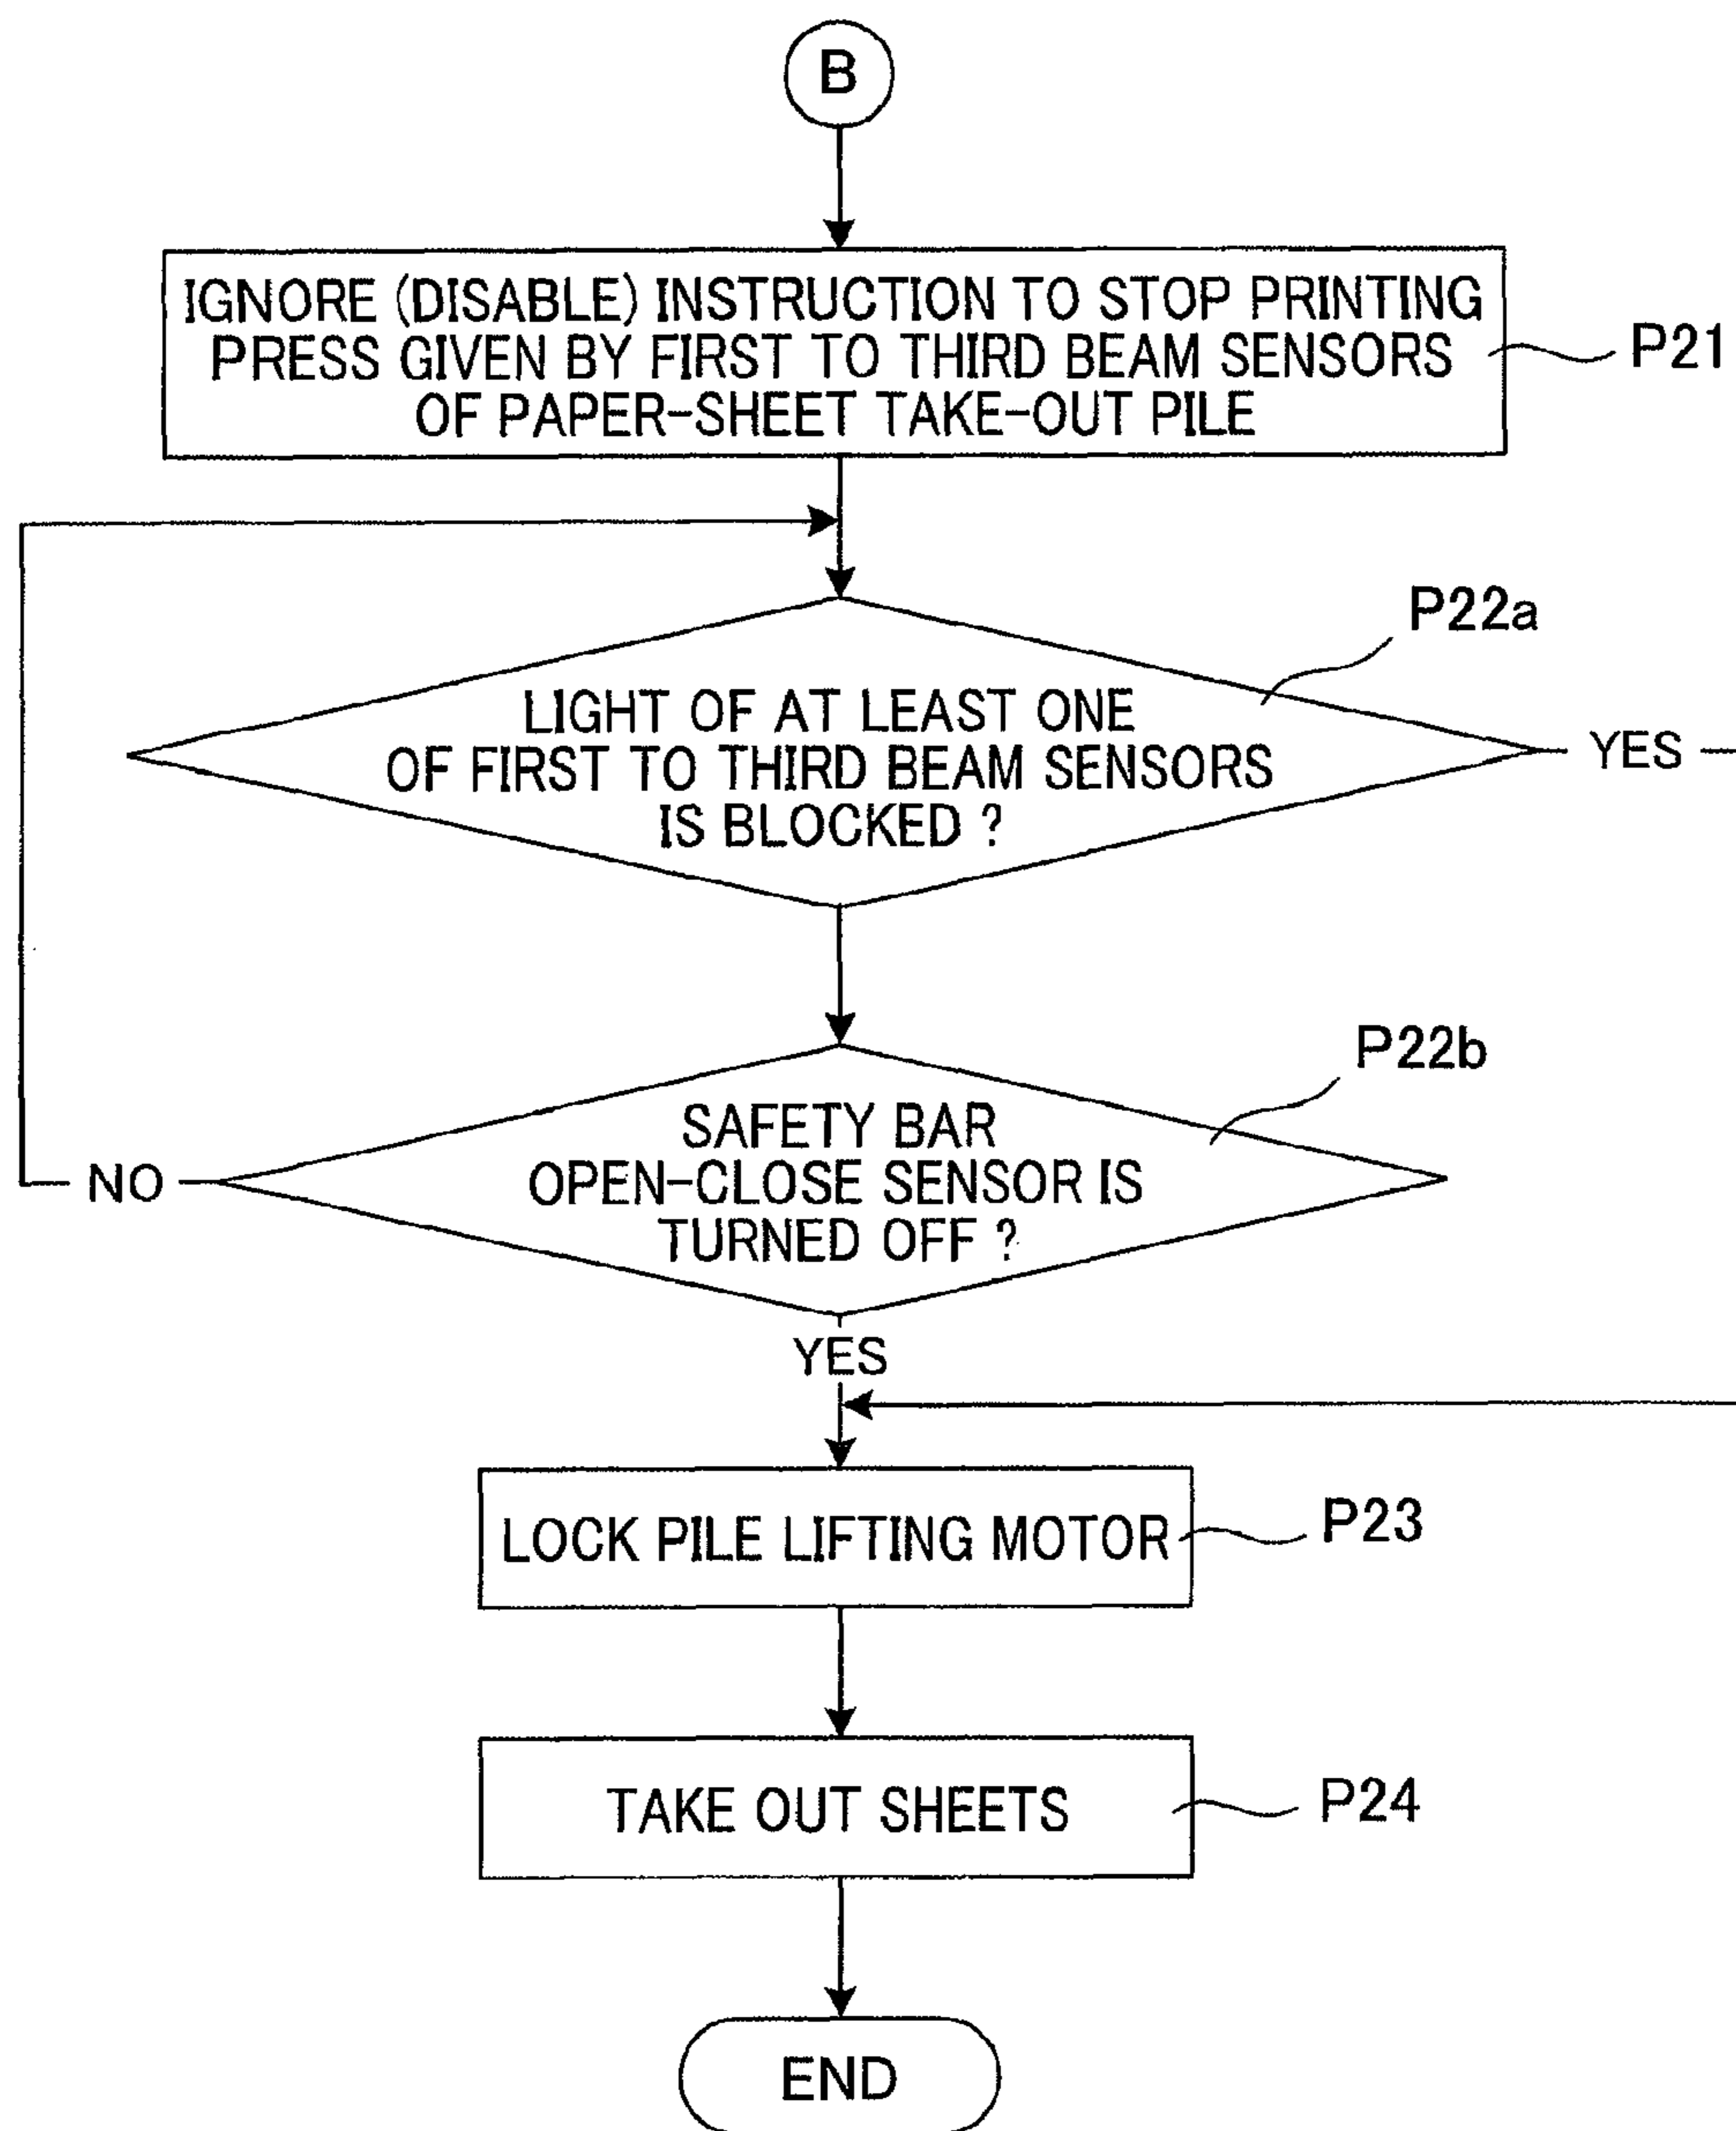 B
IGNORE (DISABLE) INSTRUCTION TO STOP PRINTING
PRESS GIVEN BY FIRST TO THIRD BEAM SENSORS
OF PAPER-SHEET TAKE-OUT PILE
P21
P22a
LIGHT OF AT LEAST ONE
OF FIRST TO THIRD BEAM SENSORS
IS BLOCKED ?
YES
P22b
SAFETY BAR
OPEN-CLOSE SENSOR IS
TURNED OFF ?
NO
YES
LOCK PILE LIFTING MOTOR
P23
TAKE OUT SHEETS
P24
END